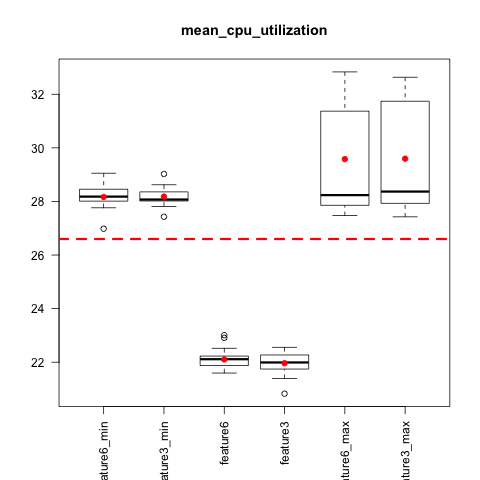 mean_cpu_utilization
32
30
28
26
24
22
ature6_min
ature3_min
feature6
feature3
ture6_max
ture3_max